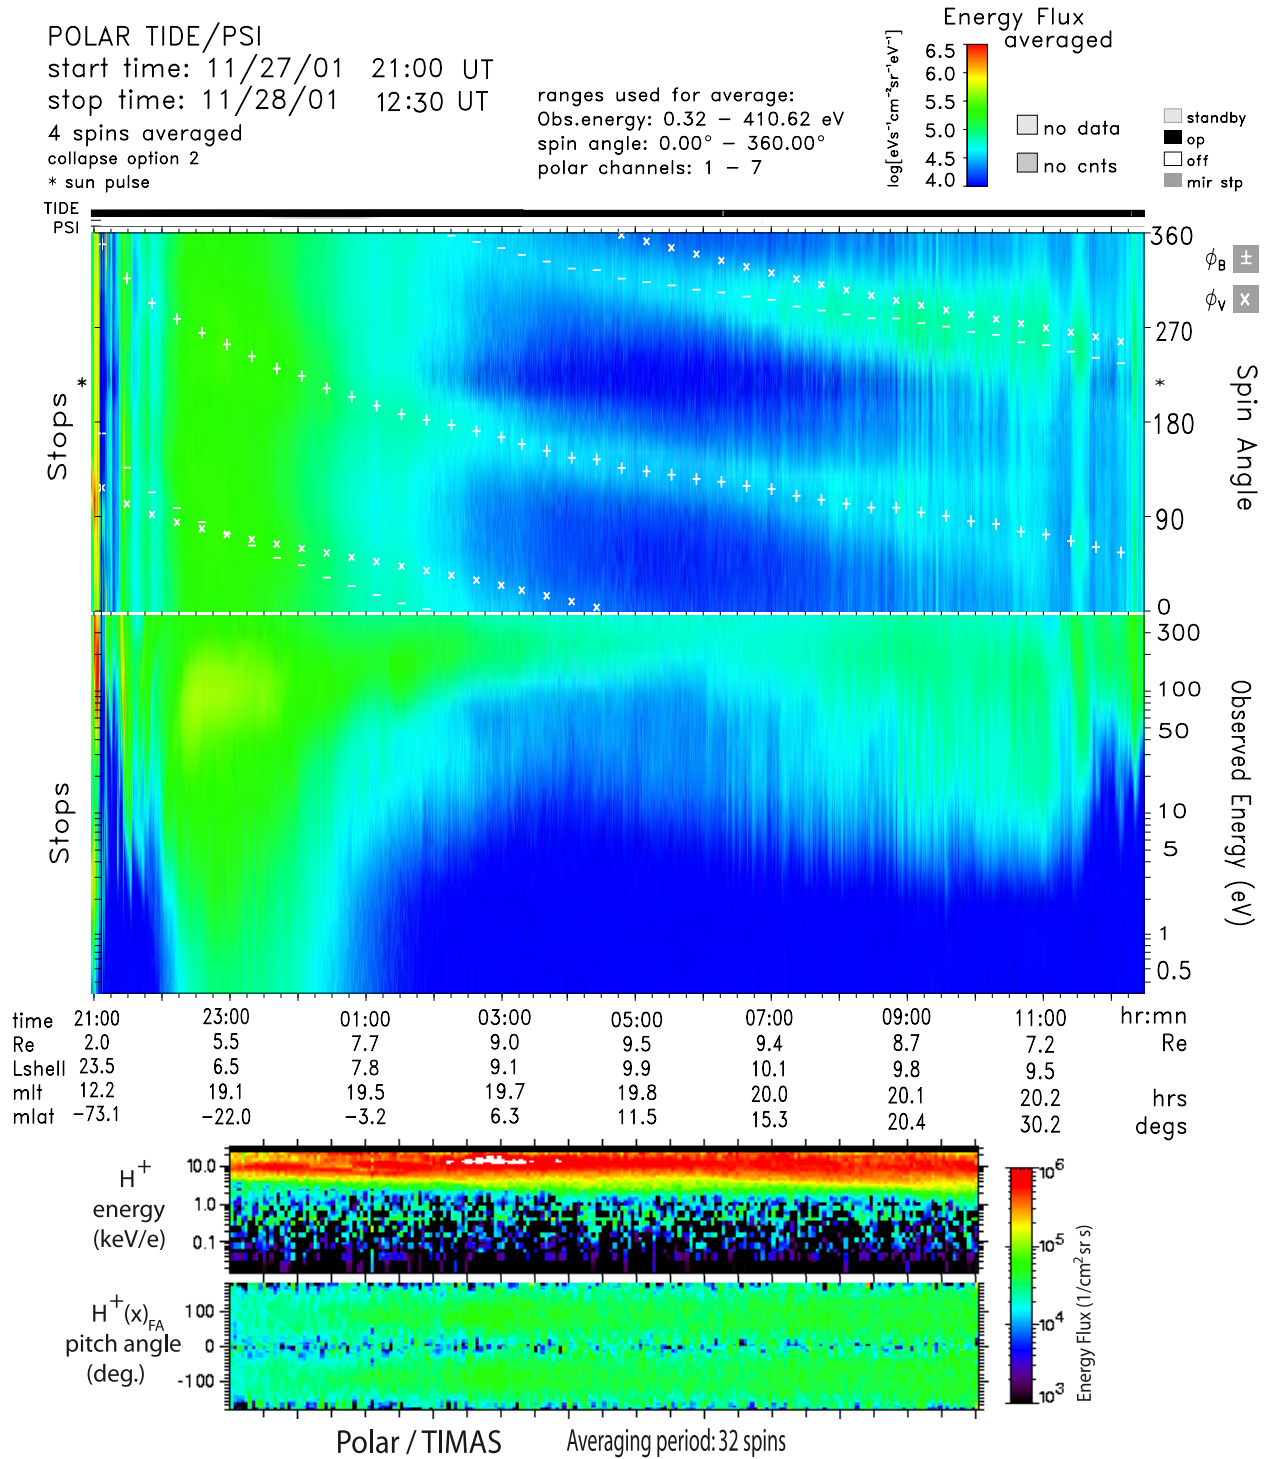 POLAR TIDE/PSI
start time: 11/27/01 21:00 UT
stop time: 11/28/01 12:30 UT
4 spins averaged
collapse option 2
* sun pulse
ranges used for average:
Obs.energy: 0.32 – 410.62 eV
spin angle: 0.00° – 360.00°
polar channels: 1 – 7
Energy Flux
averaged
log[eVs⁻¹cm⁻²sr⁻¹eV⁻¹]
6.5
6.0
5.5
5.0
4.5
4.0
no data
no cnts
standby
op
off
mir stp
TIDE
PSI
Stops
*
360
270
*
180
90
0
Spin Angle
ϕB ±
ϕV x
Stops
300
100
50
10
5
1
0.5
Observed Energy (eV)
time 21:00 23:00 01:00 03:00 05:00 07:00 09:00 11:00 hr:mn
Re 2.0 5.5 7.7 9.0 9.5 9.4 8.7 7.2 Re
Lshell 23.5 6.5 7.8 9.1 9.9 10.1 9.8 9.5
mlt 12.2 19.1 19.5 19.7 19.8 20.0 20.1 20.2 hrs
mlat −73.1 −22.0 −3.2 6.3 11.5 15.3 20.4 30.2 degs
H+
energy
(keV/e)
10.0
1.0
0.1
H+(x)FA
pitch angle
(deg.)
100
0
-100
10⁶
10⁵
10⁴
10³
Energy Flux (1/cm² sr s)
Polar / TIMAS Averaging period: 32 spins